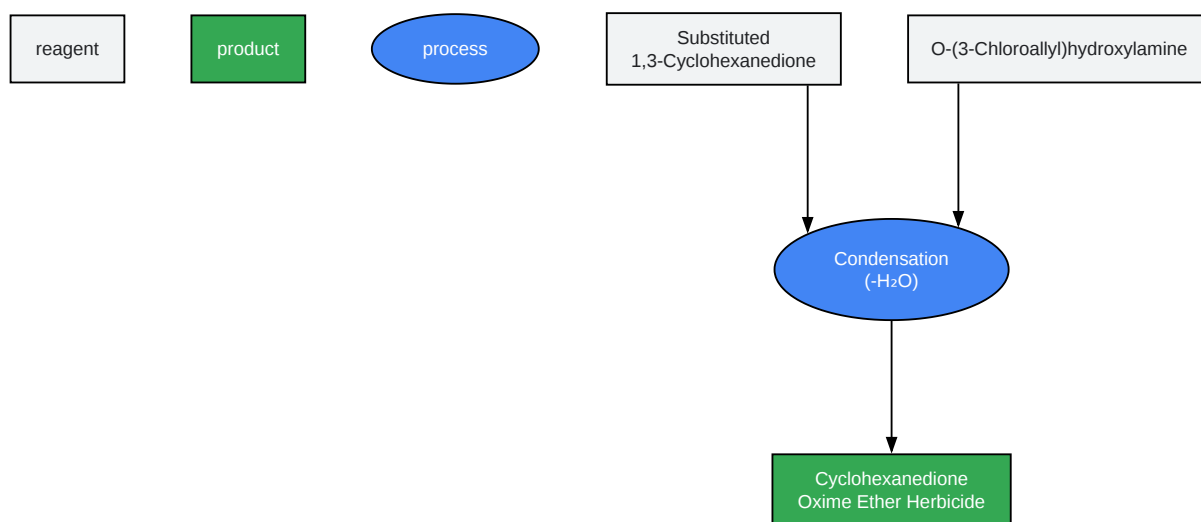 reagent
product
process
Substituted
1,3-Cyclohexanedione
O-(3-Chloroallyl)hydroxylamine
Condensation
(-H₂O)
Cyclohexanedione
Oxime Ether Herbicide